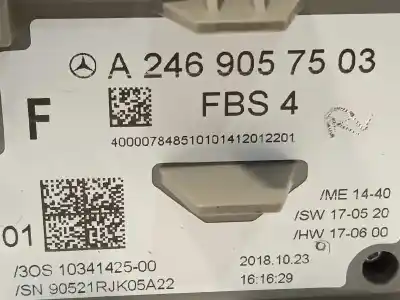 A 246 905 75 03
F
FBS 4
400007848510101412012201
01
/ME 14-40
/SW 17-05 20
/HW 17-06 00
/3OS 10341425-00
2018.10.23
/SN 90521RJK05A22
16:16:29